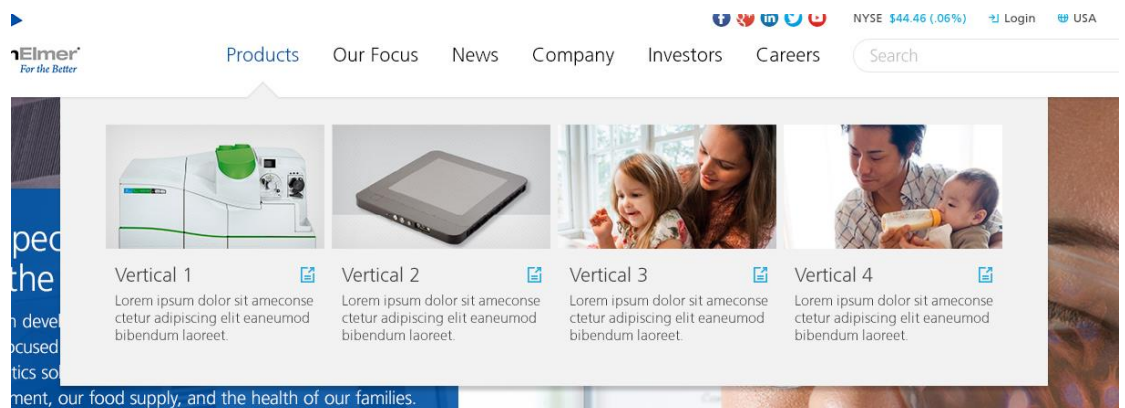 NYSE $44.46 (.06%) Login USA
nElmer
For the Better
Products Our Focus News Company Investors Careers Search
Vertical 1
Lorem ipsum dolor sit ameconse
ctetur adipiscing elit eaneumod
bibendum laoreet.
Vertical 2
Lorem ipsum dolor sit ameconse
ctetur adipiscing elit eaneumod
bibendum laoreet.
Vertical 3
Lorem ipsum dolor sit ameconse
ctetur adipiscing elit eaneumod
bibendum laoreet.
Vertical 4
Lorem ipsum dolor sit ameconse
ctetur adipiscing elit eaneumod
bibendum laoreet.
pec
the
n devel
ocused
tics sol
ment, our food supply, and the health of our families.